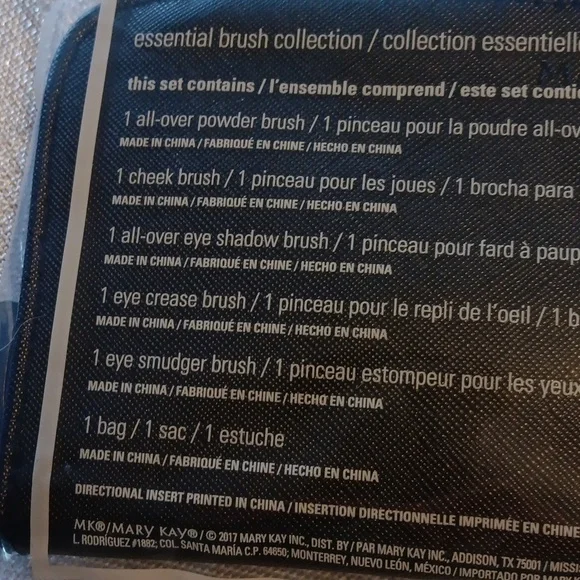 essential brush collection / collection essentielle
this set contains / l'ensemble comprend / este set
1 all-over powder brush / 1 pinceau pour la poudre
MADE IN CHINA / FABRIQUÉ EN CHINE / HECHO EN CHINA
1 cheek brush / 1 pinceau pour les joues / 1 brocha para
MADE IN CHINA / FABRIQUÉ EN CHINE / HECHO EN CHINA
1 all-over eye shadow brush / 1 pinceau pour fard à
MADE IN CHINA / FABRIQUÉ EN CHINE / HECHO EN CHINA
1 eye crease brush / 1 pinceau pour le repli de l'oeil / 1
MADE IN CHINA / FABRIQUÉ EN CHINE / HECHO EN CHINA
1 eye smudger brush / 1 pinceau estompeur pour les yeux
MADE IN CHINA / FABRIQUÉ EN CHINE / HECHO EN CHINA
1 bag / 1 sac / 1 estuche
MADE IN CHINA / FABRIQUÉ EN CHINE / HECHO EN CHINA
DIRECTIONAL INSERT PRINTED IN CHINA / INSERTION DIRECTIONNELLE IMPRIMÉE EN CHINE
MK®/MARY KAY®/ © 2017 MARY KAY INC., DIST. BY / PAR MARY KAY INC., ADDISON, TX 75001 /
L. RODRÍGUEZ #1882; COL. SANTA MARÍA C.P. 64650; MONTERREY, NUEVO LEÓN, MÉXICO / IMPORTADO POR